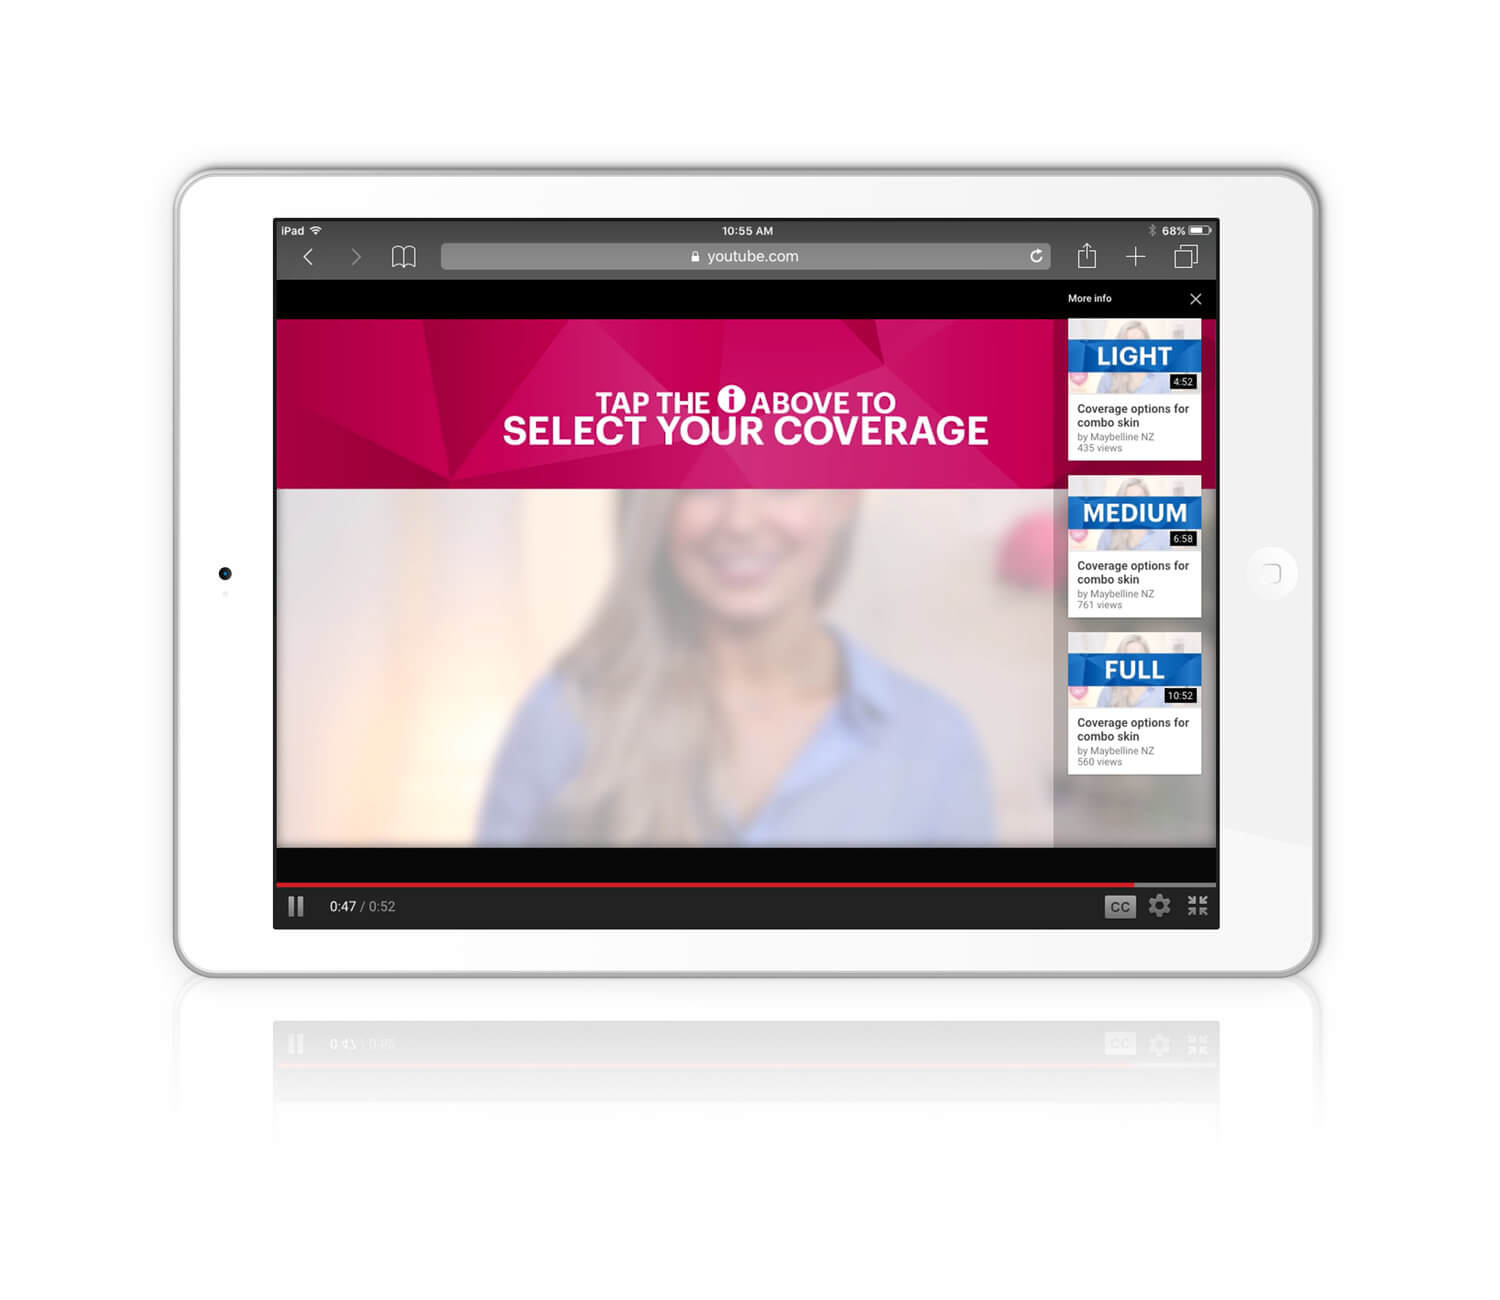 iPad
10:55 AM
68%
youtube.com
More info
TAP THE i ABOVE TO
SELECT YOUR COVERAGE
LIGHT
4:52
Coverage options for
combo skin
by Maybelline NZ
435 views
MEDIUM
6:58
Coverage options for
combo skin
by Maybelline NZ
761 views
FULL
10:52
Coverage options for
combo skin
by Maybelline NZ
560 views
0:47 / 0:52
CC